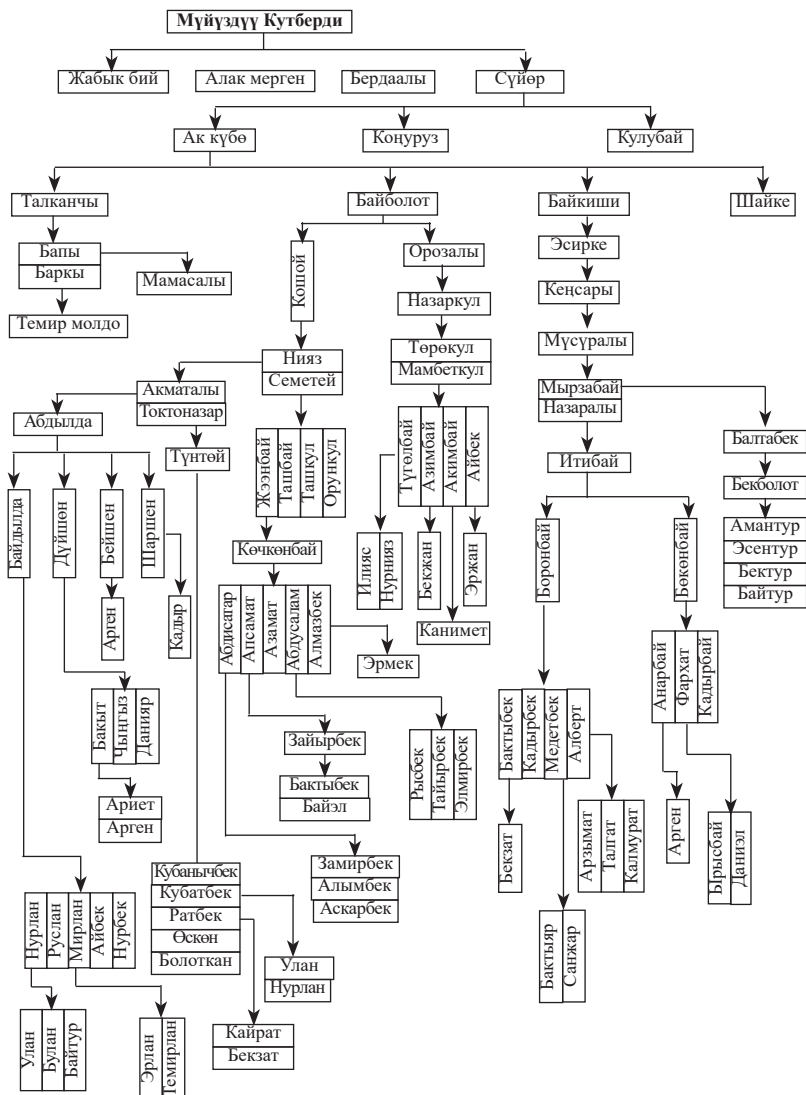 Мүйүздүү Кутберди
Жабык бий
Алак мерген
Бердаалы
Сүйөр
Ак күбө
Коңуруз
Кулубай
Талканчы
Байболот
Байкиши
Шайке
Бапы
Баркы
Мамасалы
Темир молдо
Кошой
Орозалы
Назаркул
Төрөкул
Мамбеткул
Эсирке
Кеңсары
Мүсүралы
Мырзабай
Назаралы
Нияз
Семетей
Акматалы
Токтоназар
Абдылда
Түнтөй
Жээнбай
Ташбай
Ташкул
Орункул
Түгөлбай
Азимбай
Акимбай
Айбек
Итибай
Балтабек
Бекболот
Амантур
Эсентур
Бектур
Байтур
Байдылда
Дүйшөн
Бейшен
Шаршен
Арген
Кадыр
Көчкөнбай
Илияс
Нурнияз
Бекжан
Эржан
Канимет
Боронбай
Бөкөнбай
Абдисагар
Апсамат
Азамат
Абдусалам
Алмазбек
Эрмек
Анарбай
Фархат
Кадырбай
Бакыт
Чыңгыз
Данияр
Ариет
Арген
Зайырбек
Бактыбек
Байэл
Рысбек
Тайырбек
Элмирбек
Бактыбек
Кадырбек
Медетбек
Алберт
Бекзат
Арзымат
Талгат
Калмурат
Арген
Ырысбай
Даниэл
Замирбек
Алымбек
Аскарбек
Кубанычбек
Кубатбек
Ратбек
Өскөн
Болоткан
Улан
Нурлан
Нурлан
Руслан
Мирлан
Айбек
Нурбек
Бактыяр
Санжар
Улан
Булан
Байтур
Эрлан
Темирлан
Кайрат
Бекзат